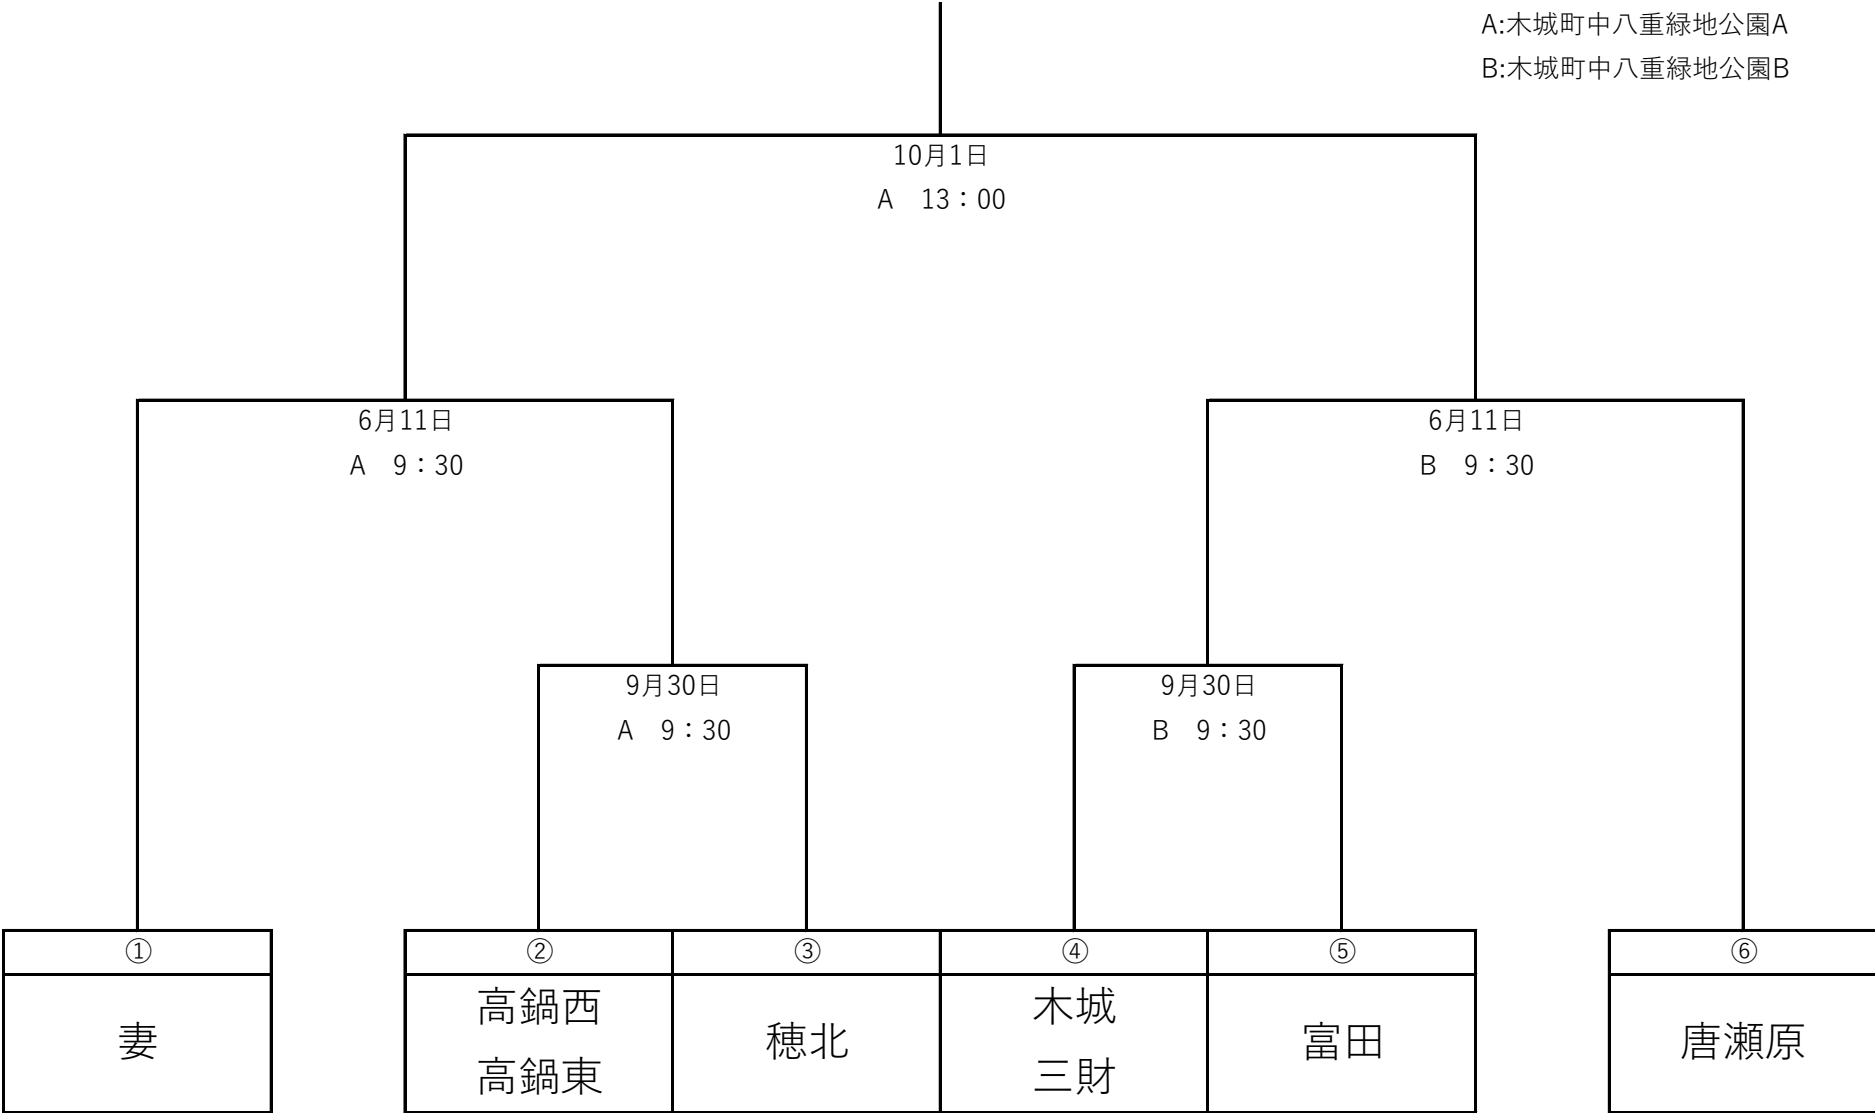 A:木城町中八重緑地公園A
B:木城町中八重緑地公園B
10月1日
A　13：00
6月11日
A　9：30
6月11日
B　9：30
9月30日
A　9：30
9月30日
B　9：30
①
②
③
④
⑤
⑥
妻
高鍋西
高鍋東
穂北
木城
三財
富田
唐瀬原